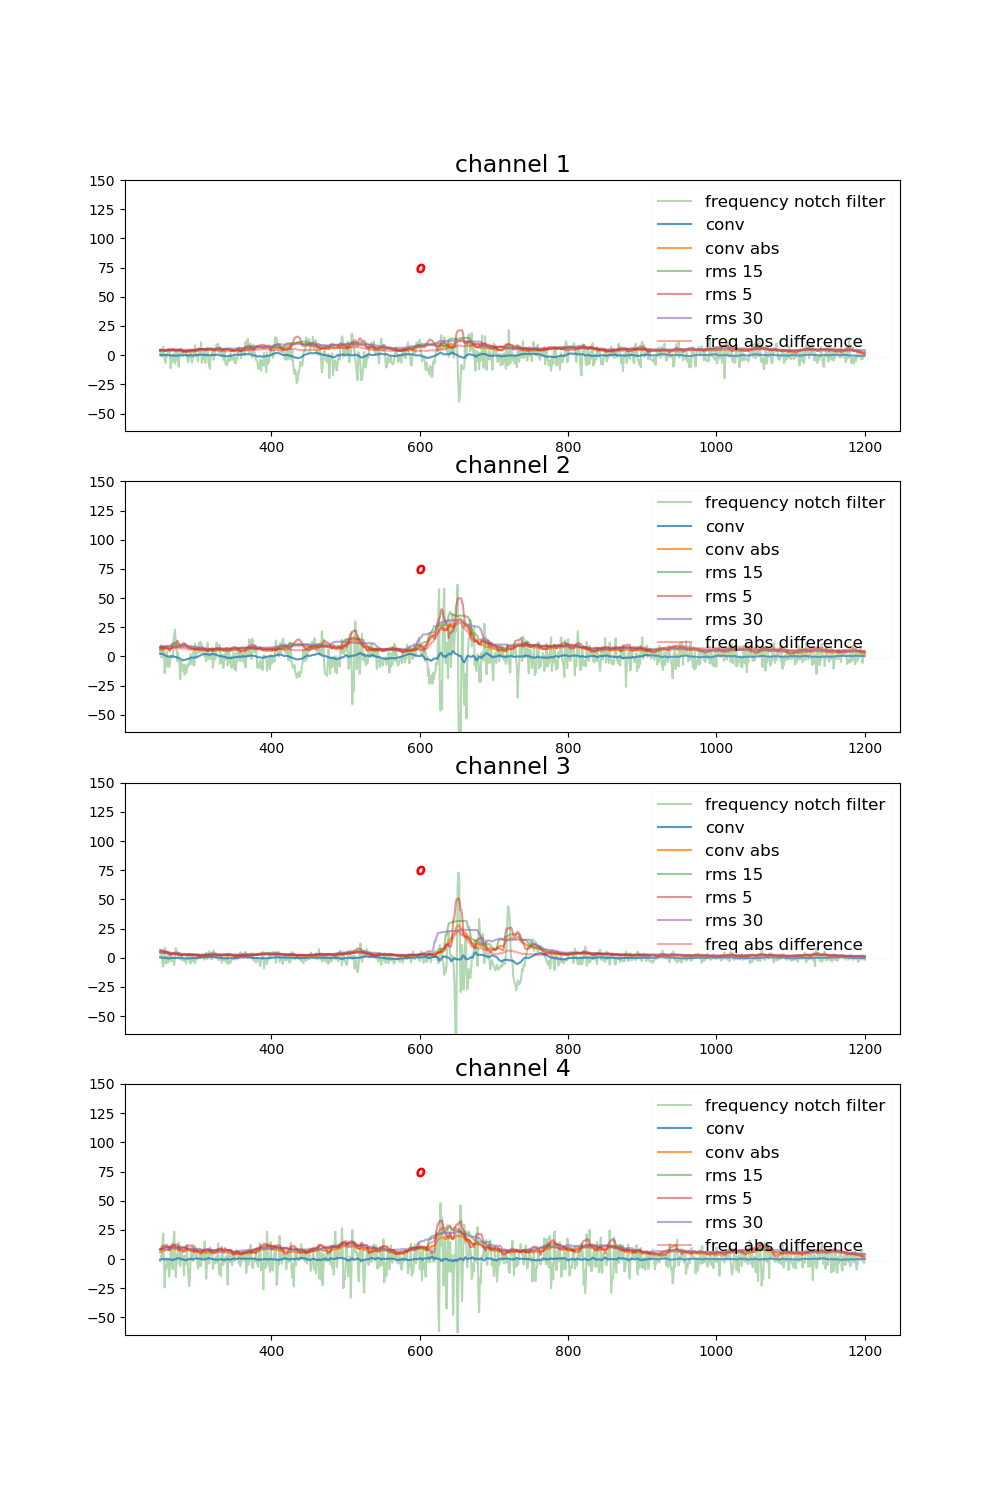 channel 1
150
125
100
75
50
25
0
−25
−50
frequency notch filter
conv
conv abs
rms 15
rms 5
rms 30
freq abs difference
o
400 600 800 1000 1200
channel 2
150
125
100
75
50
25
0
−25
−50
frequency notch filter
conv
conv abs
rms 15
rms 5
rms 30
freq abs difference
o
400 600 800 1000 1200
channel 3
150
125
100
75
50
25
0
−25
−50
frequency notch filter
conv
conv abs
rms 15
rms 5
rms 30
freq abs difference
o
400 600 800 1000 1200
channel 4
150
125
100
75
50
25
0
−25
−50
frequency notch filter
conv
conv abs
rms 15
rms 5
rms 30
freq abs difference
o
400 600 800 1000 1200